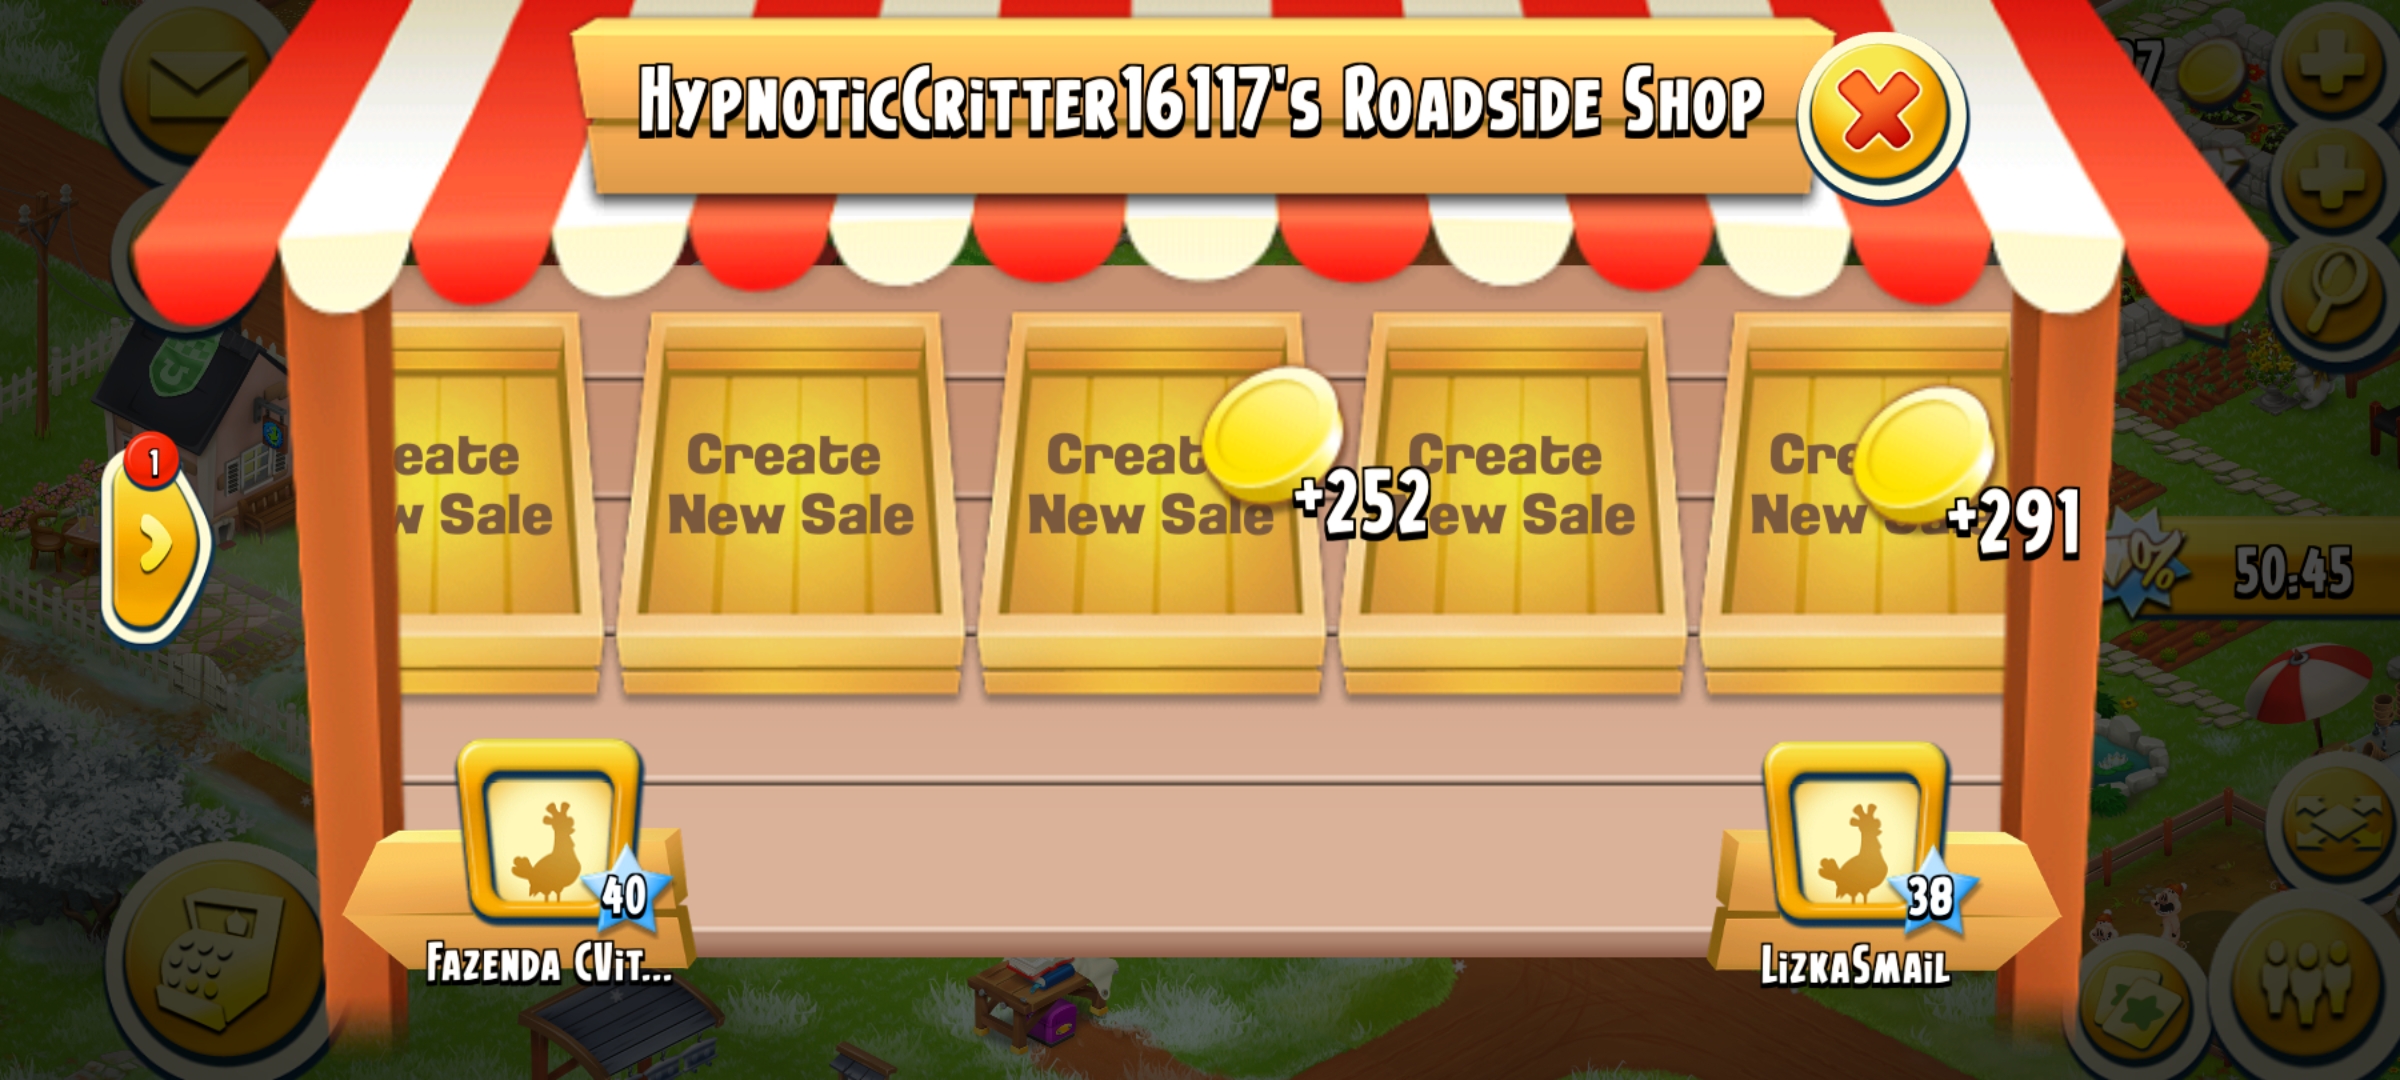 HypnoticCritter16117's Roadside Shop
1
eate
w Sale
Create
New Sale
Creat
New Sale
+252
Create
ew Sale
Cre
New
+291
50:45
40
Fazenda CVit...
38
LizkaSmail